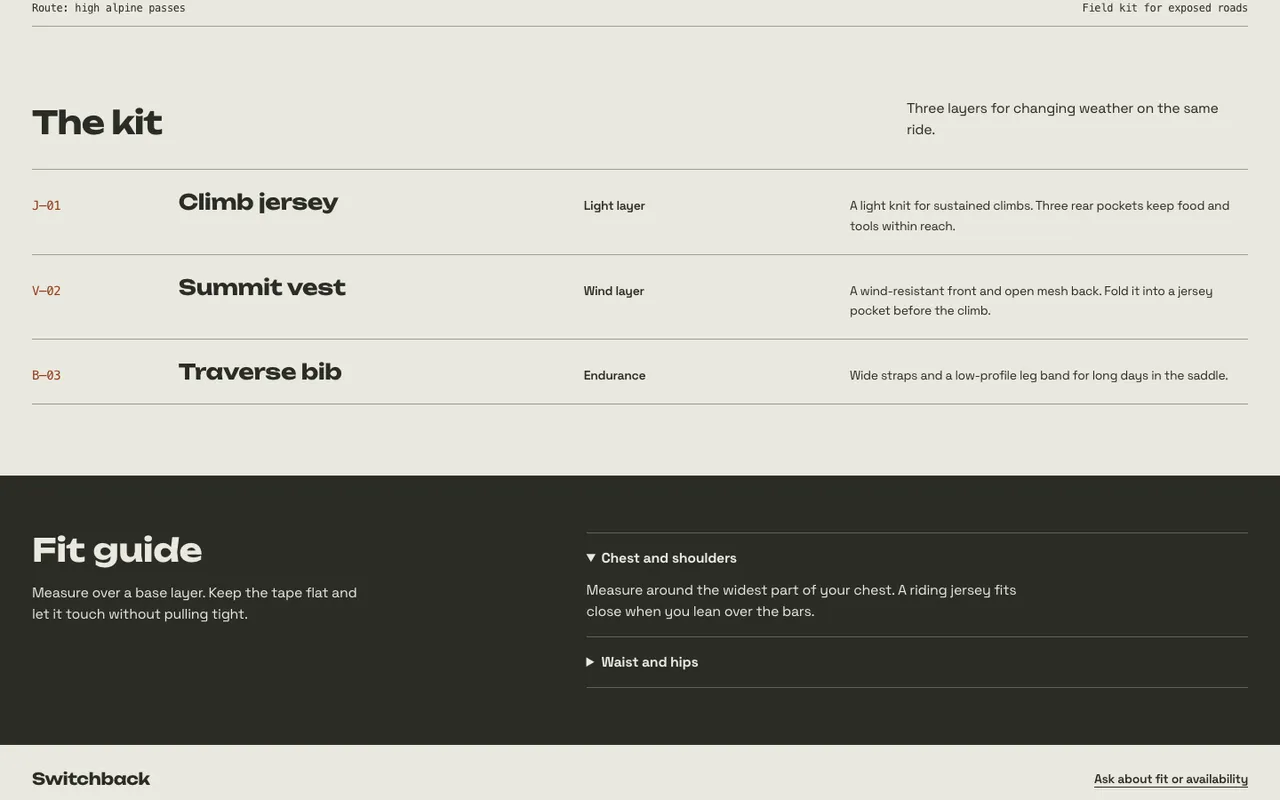 Route: high alpine passes
Field kit for exposed roads
The kit
Three layers for changing weather on the same
ride.
J—01
Climb jersey
Light layer
A light knit for sustained climbs. Three rear pockets keep food and
tools within reach.
V—02
Summit vest
Wind layer
A wind-resistant front and open mesh back. Fold it into a jersey
pocket before the climb.
B—03
Traverse bib
Endurance
Wide straps and a low-profile leg band for long days in the saddle.
Fit guide
Measure over a base layer. Keep the tape flat and
let it touch without pulling tight.
Chest and shoulders
Measure around the widest part of your chest. A riding jersey fits
close when you lean over the bars.
Waist and hips
Switchback
Ask about fit or availability